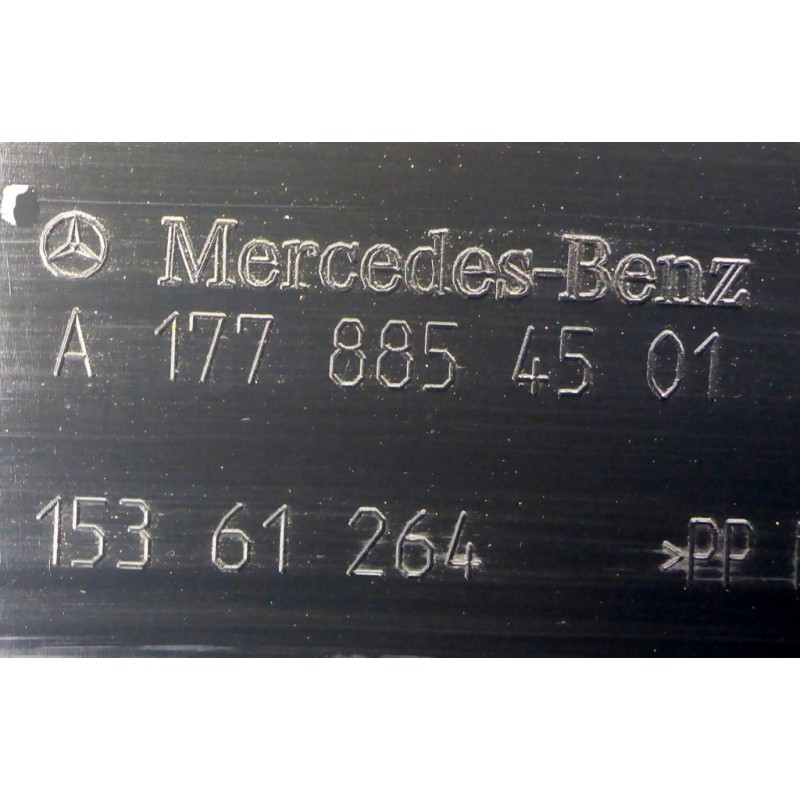 Mercedes-Benz
A 177 885 45 01
153 61 264 >PP